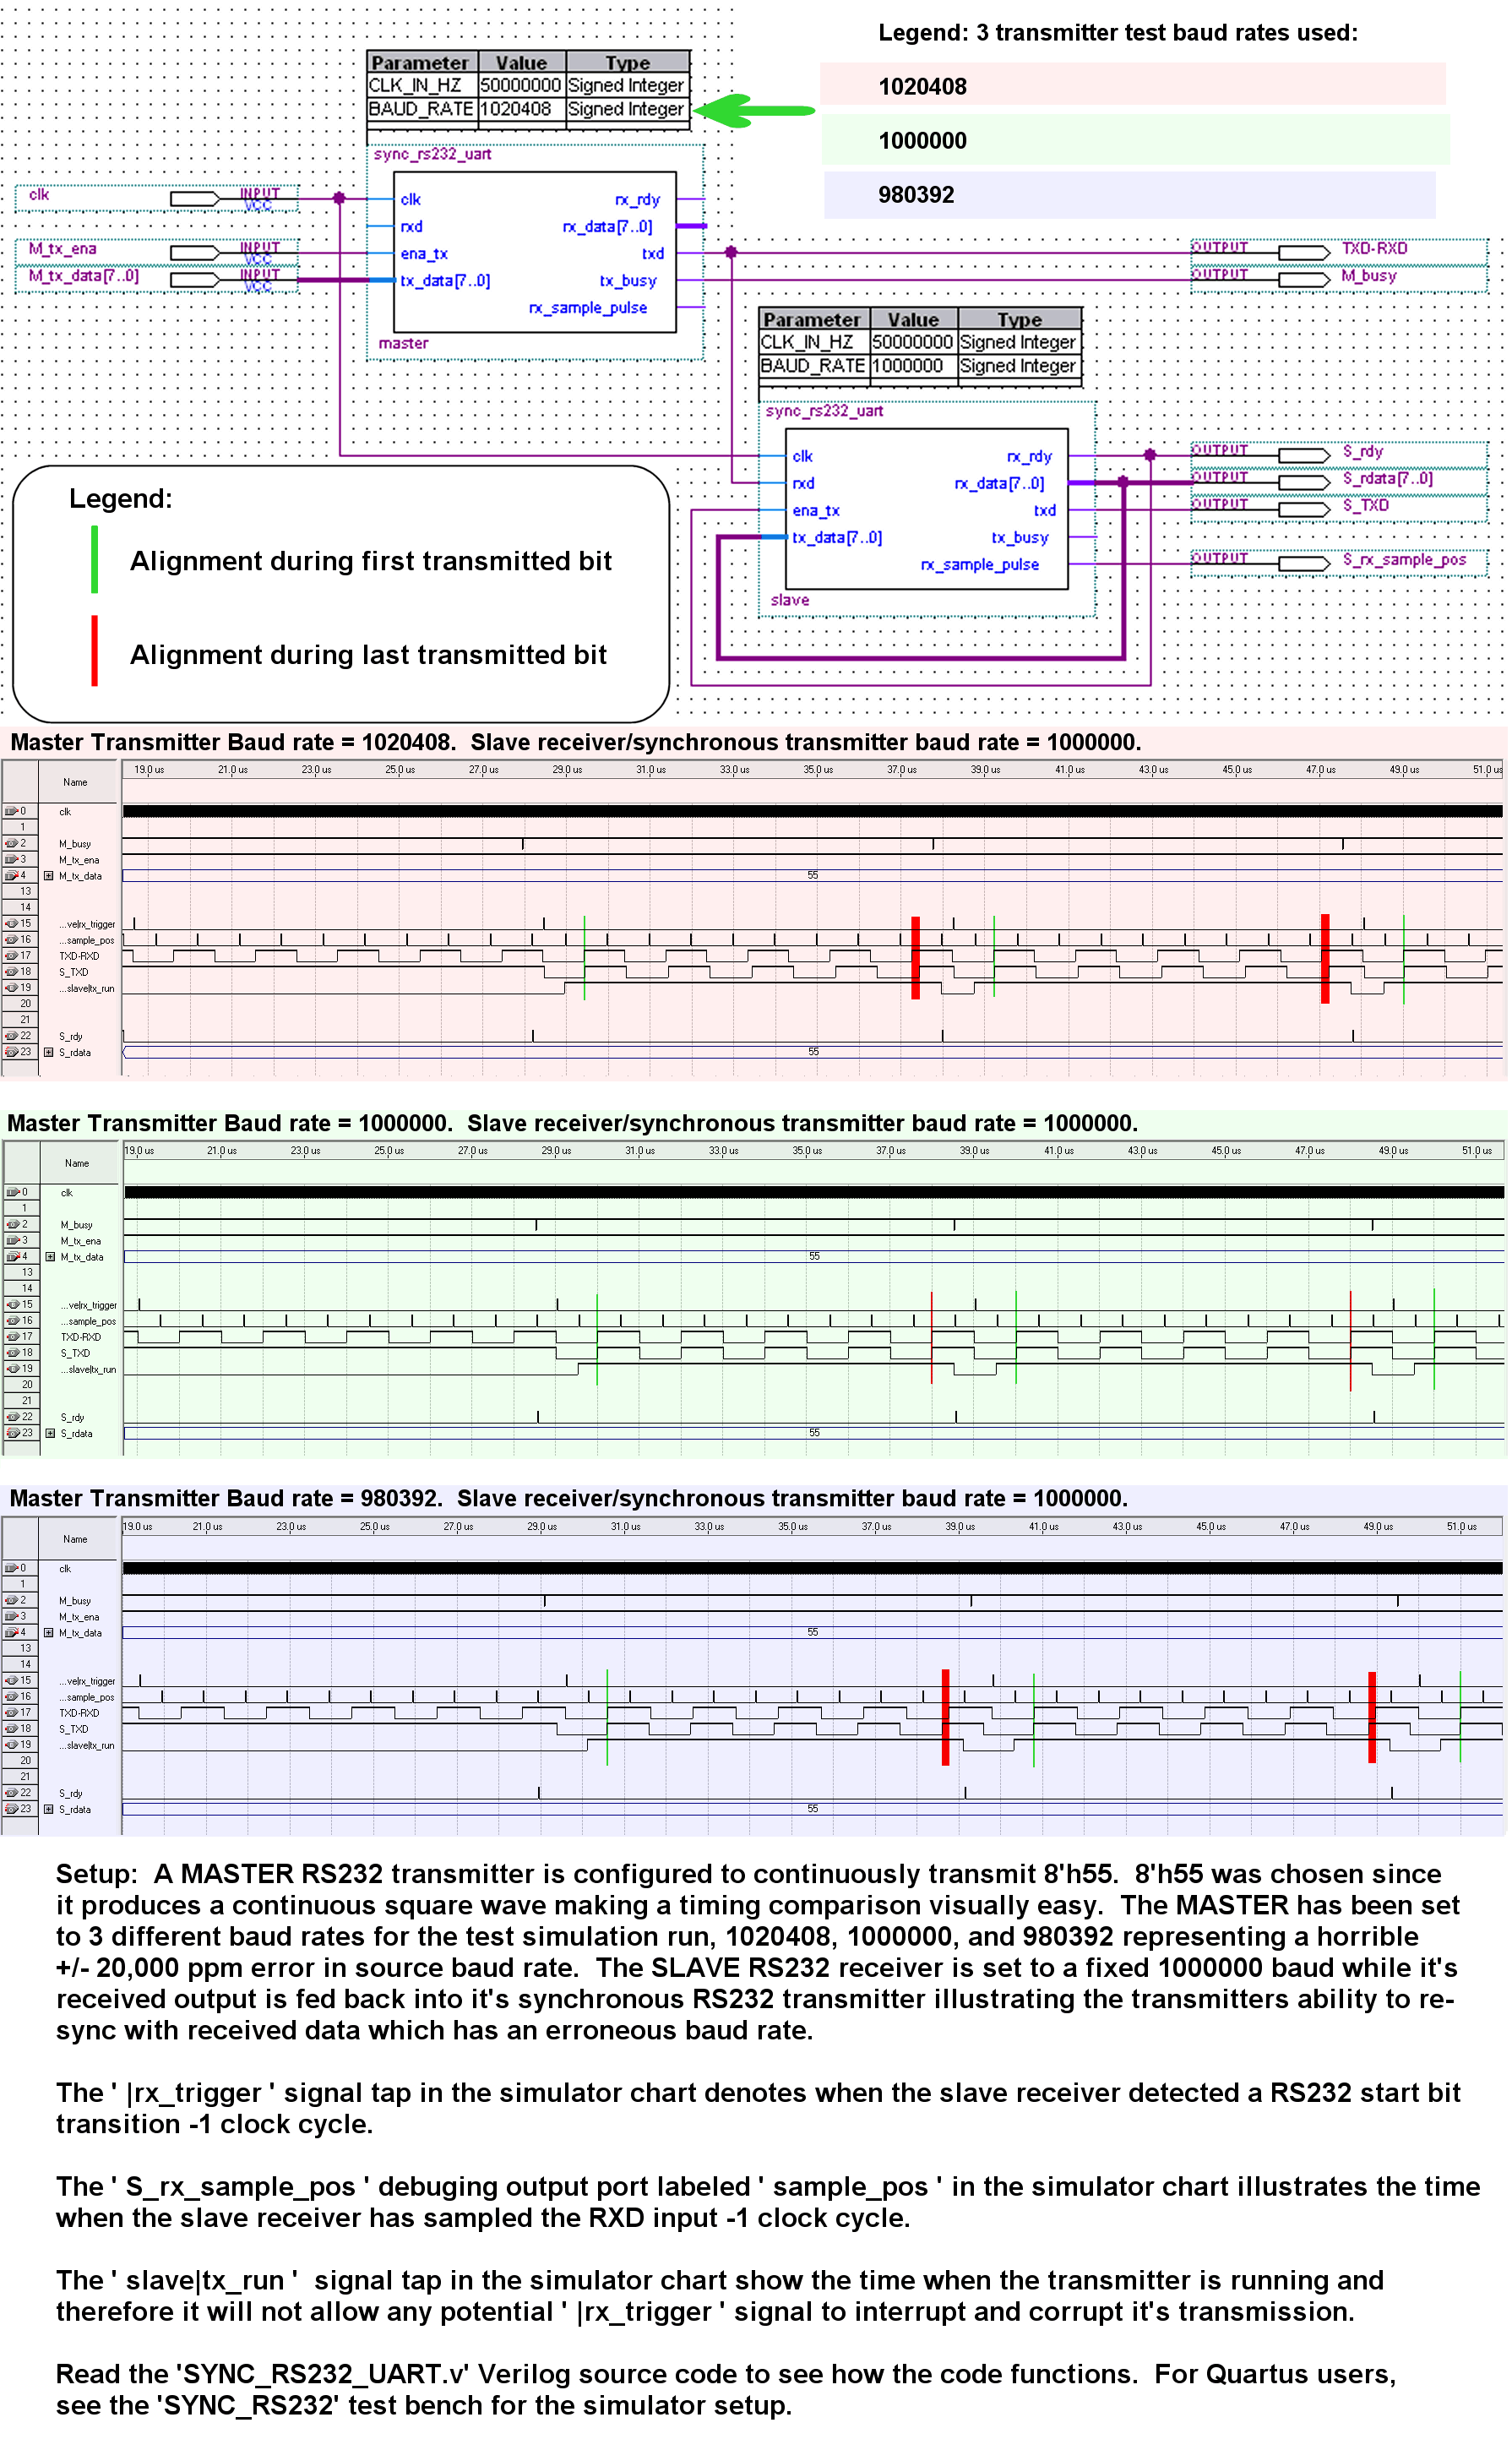 Legend: 3 transmitter test baud rates used:
1020408
1000000
980392
Parameter Value Type
CLK_IN_HZ 50000000 Signed Integer
BAUD_RATE 1020408 Signed Integer
sync_rs232_uart
clk rx_rdy
rxd rx_data[7..0]
ena_tx txd
tx_data[7..0] tx_busy
rx_sample_pulse
master
clk INPUT
VCC
M_tx_ena INPUT
VCC
M_tx_data[7..0] INPUT
VCC
OUTPUT TXD-RXD
OUTPUT M_busy
Parameter Value Type
CLK_IN_HZ 50000000 Signed Integer
BAUD_RATE 1000000 Signed Integer
sync_rs232_uart
clk rx_rdy
rxd rx_data[7..0]
ena_tx txd
tx_data[7..0] tx_busy
rx_sample_pulse
slave
OUTPUT S_rdy
OUTPUT S_rdata[7..0]
OUTPUT S_TXD
OUTPUT S_rx_sample_pos
Legend:
Alignment during first transmitted bit
Alignment during last transmitted bit
Master Transmitter Baud rate = 1020408.  Slave receiver/synchronous transmitter baud rate = 1000000.
Name 19.0 us 21.0 us 23.0 us 25.0 us 27.0 us 29.0 us 31.0 us 33.0 us 35.0 us 37.0 us 39.0 us 41.0 us 43.0 us 45.0 us 47.0 us 49.0 us 51.0 us
0 clk
1
2 M_busy
3 M_tx_ena
4 M_tx_data 55
13
14
15 ...ve|rx_trigger
16 ...sample_pos
17 TXD-RXD
18 S_TXD
19 ...slave|tx_run
20
21
22 S_rdy
23 S_rdata 55
Master Transmitter Baud rate = 1000000.  Slave receiver/synchronous transmitter baud rate = 1000000.
Name 19.0 us 21.0 us 23.0 us 25.0 us 27.0 us 29.0 us 31.0 us 33.0 us 35.0 us 37.0 us 39.0 us 41.0 us 43.0 us 45.0 us 47.0 us 49.0 us 51.0 us
0 clk
1
2 M_busy
3 M_tx_ena
4 M_tx_data 55
13
14
15 ...ve|rx_trigger
16 ...sample_pos
17 TXD-RXD
18 S_TXD
19 ...slave|tx_run
20
21
22 S_rdy
23 S_rdata 55
Master Transmitter Baud rate = 980392.  Slave receiver/synchronous transmitter baud rate = 1000000.
Name 19.0 us 21.0 us 23.0 us 25.0 us 27.0 us 29.0 us 31.0 us 33.0 us 35.0 us 37.0 us 39.0 us 41.0 us 43.0 us 45.0 us 47.0 us 49.0 us 51.0 us
0 clk
1
2 M_busy
3 M_tx_ena
4 M_tx_data 55
13
14
15 ...ve|rx_trigger
16 ...sample_pos
17 TXD-RXD
18 S_TXD
19 ...slave|tx_run
20
21
22 S_rdy
23 S_rdata 55
Setup:  A MASTER RS232 transmitter is configured to continuously transmit 8'h55.  8'h55 was chosen since
it produces a continuous square wave making a timing comparison visually easy.  The MASTER has been set
to 3 different baud rates for the test simulation run, 1020408, 1000000, and 980392 representing a horrible
+/- 20,000 ppm error in source baud rate.  The SLAVE RS232 receiver is set to a fixed 1000000 baud while it's
received output is fed back into it's synchronous RS232 transmitter illustrating the transmitters ability to re-
sync with received data which has an erroneous baud rate.
The ' |rx_trigger ' signal tap in the simulator chart denotes when the slave receiver detected a RS232 start bit
transition -1 clock cycle.
The ' S_rx_sample_pos ' debuging output port labeled ' sample_pos ' in the simulator chart illustrates the time
when the slave receiver has sampled the RXD input -1 clock cycle.
The ' slave|tx_run '  signal tap in the simulator chart show the time when the transmitter is running and
therefore it will not allow any potential ' |rx_trigger ' signal to interrupt and corrupt it's transmission.
Read the 'SYNC_RS232_UART.v' Verilog source code to see how the code functions.  For Quartus users,
see the 'SYNC_RS232' test bench for the simulator setup.